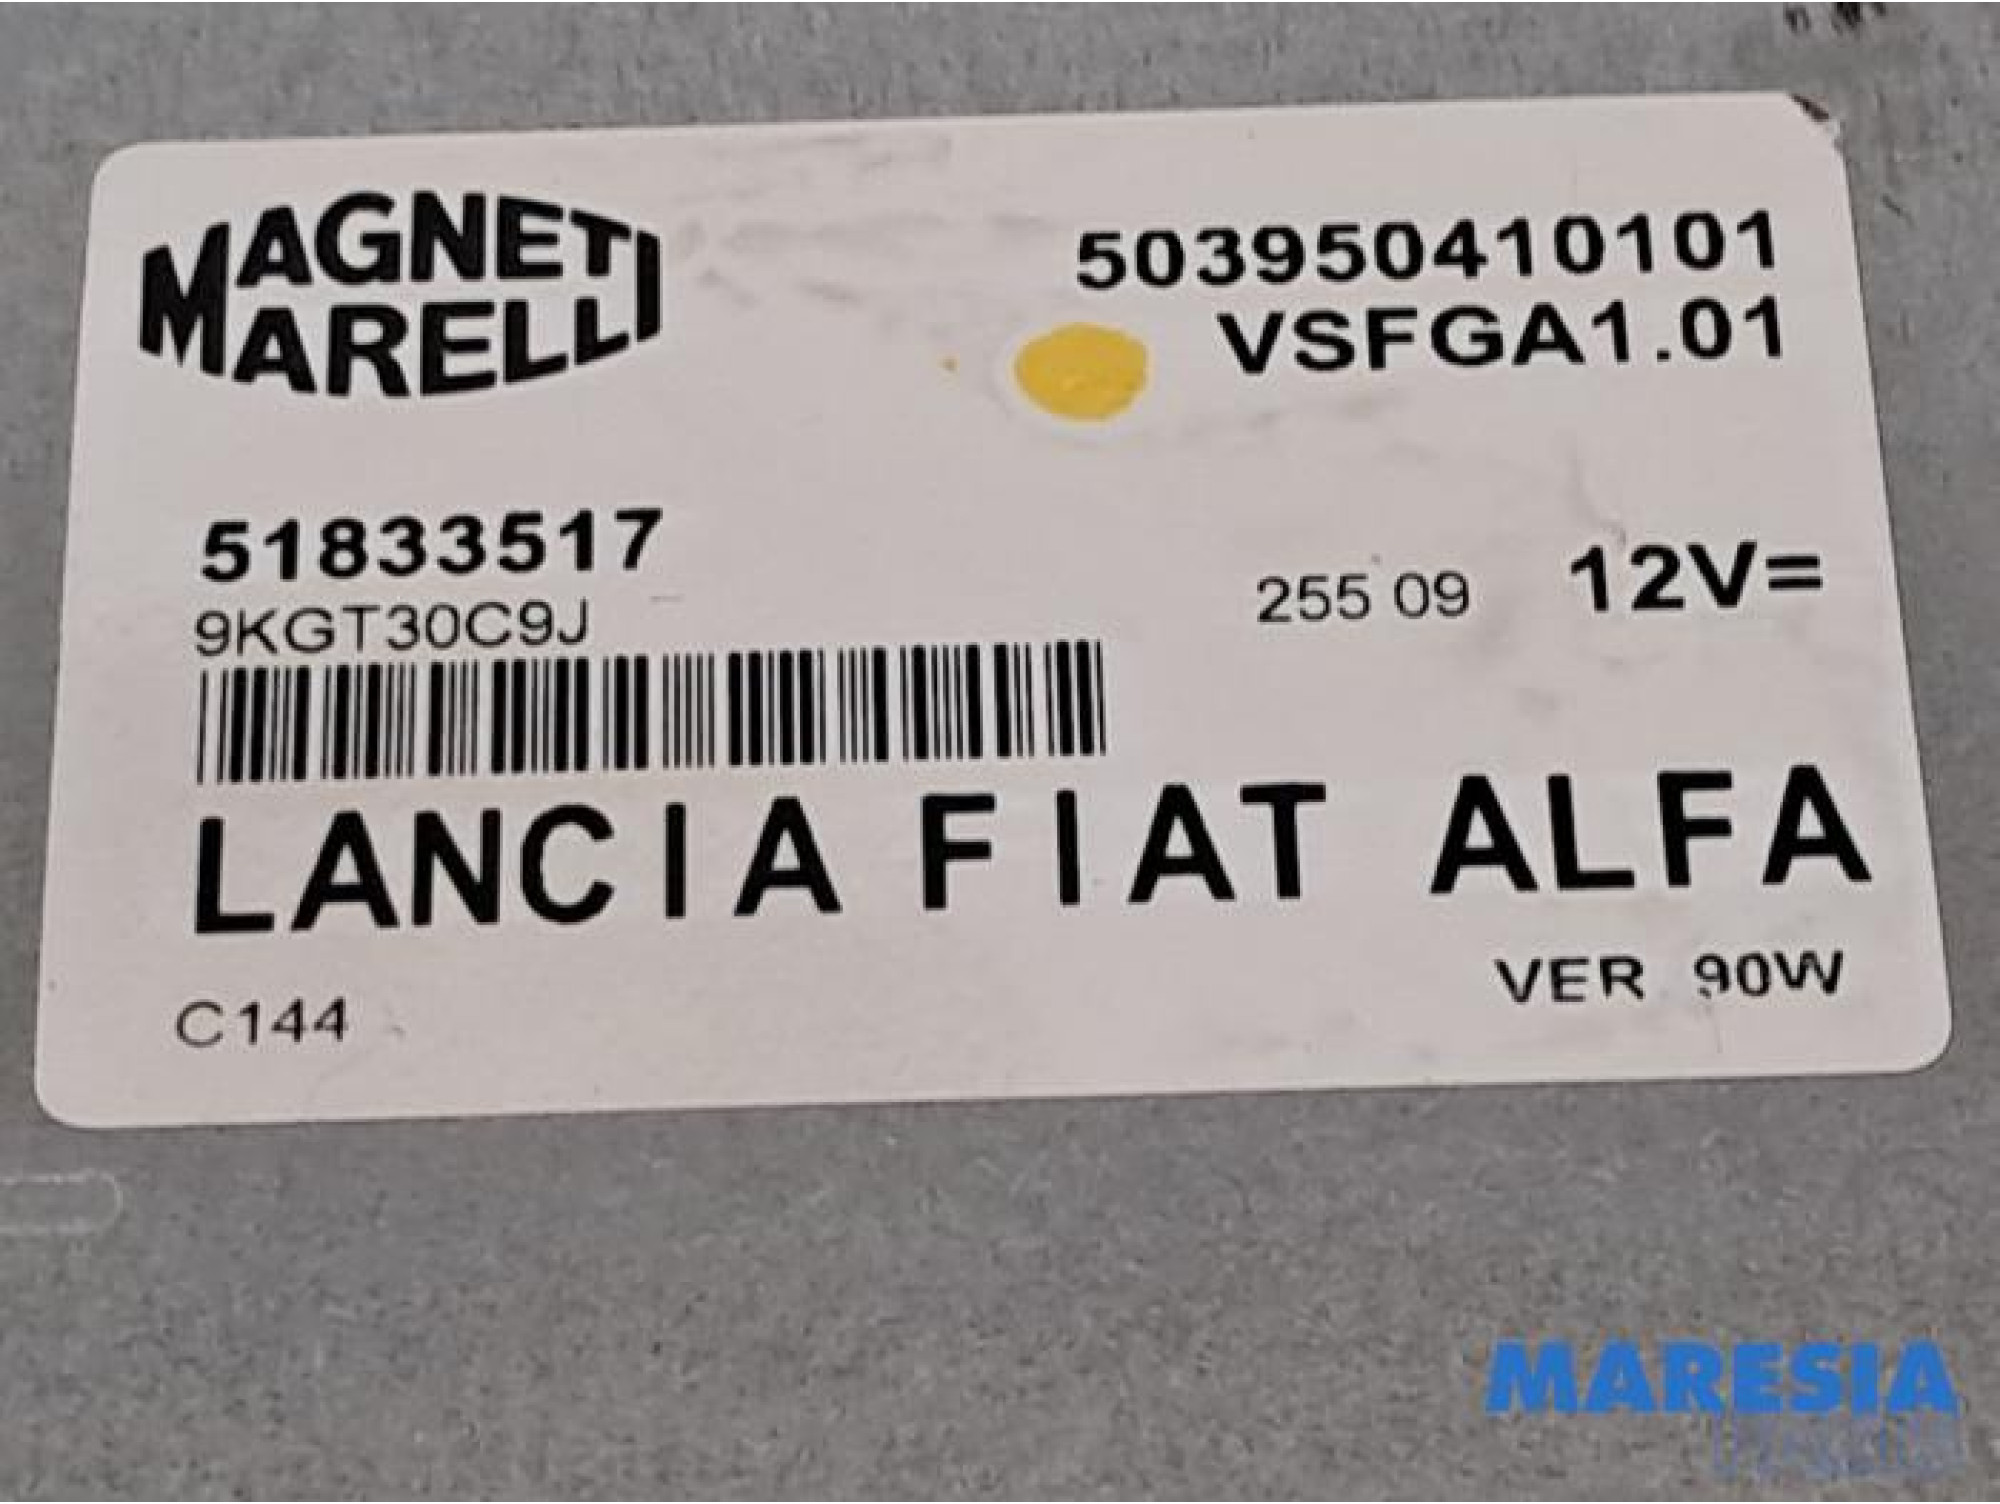 MAGNETI
MARELLI
503950410101
VSFGA1.01
51833517
9KGT30C9J
255 09
12V=
LANCIA FIAT ALFA
C144
VER 90W
MARESIA